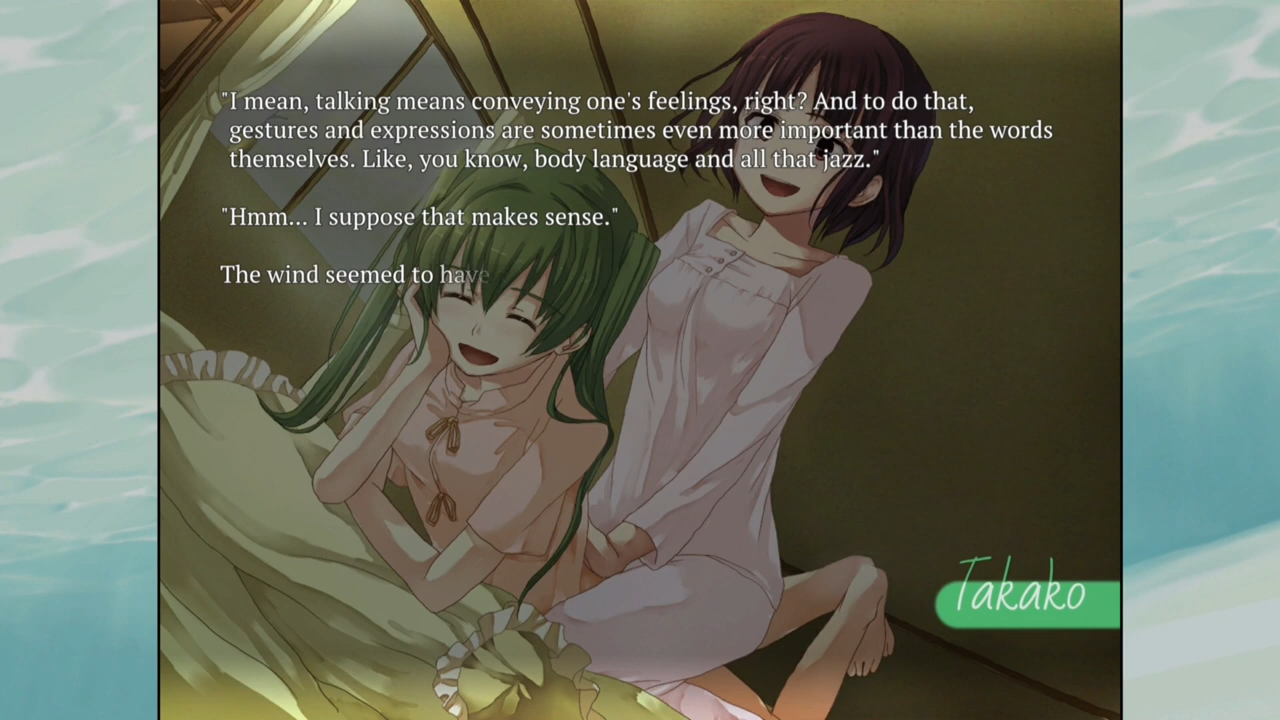 "I mean, talking means conveying one's feelings, right? And to do that,
gestures and expressions are sometimes even more important than the words
themselves. Like, you know, body language and all that jazz."
"Hmm... I suppose that makes sense."
The wind seemed to have
Takako